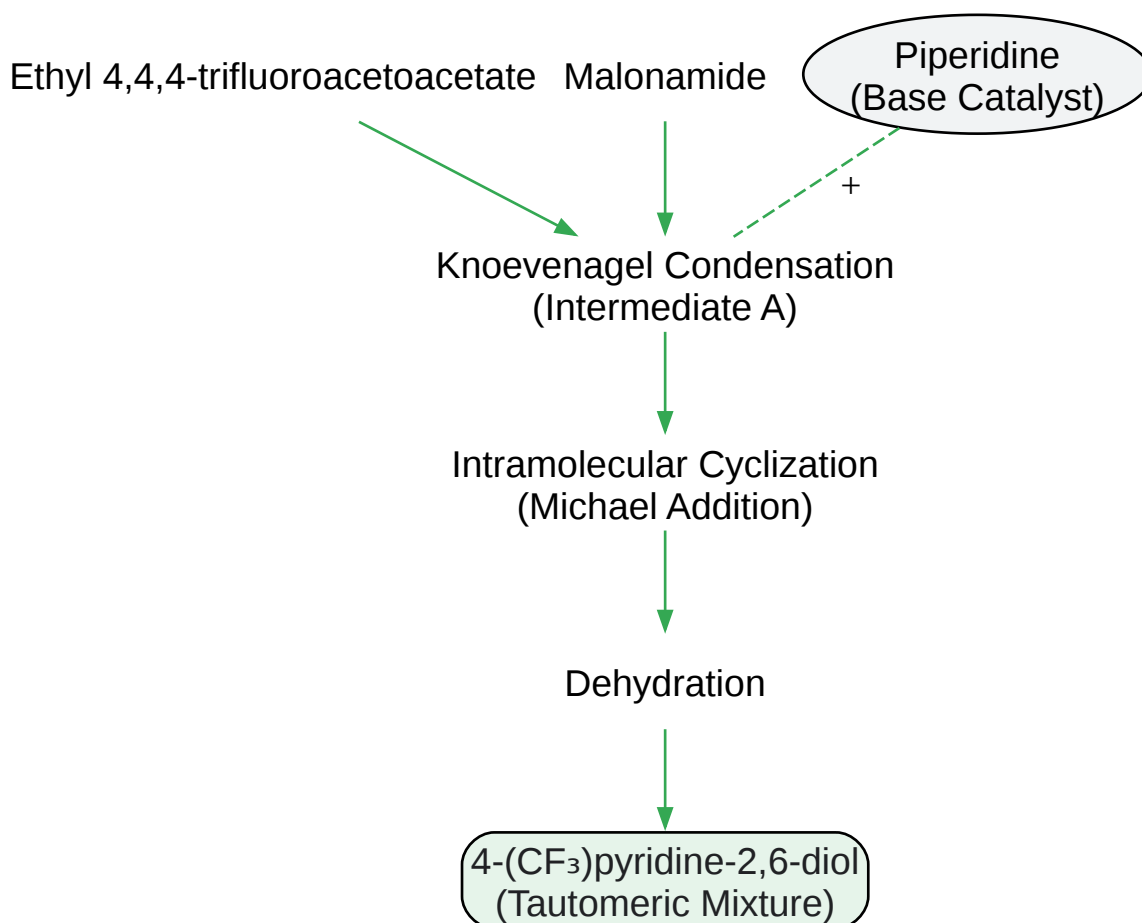 Ethyl 4,4,4-trifluoroacetoacetate
Malonamide
Piperidine
(Base Catalyst)
+
Knoevenagel Condensation
(Intermediate A)
Intramolecular Cyclization
(Michael Addition)
Dehydration
4-(CF₃)pyridine-2,6-diol
(Tautomeric Mixture)